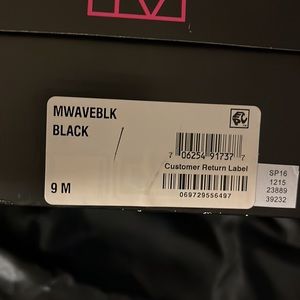 MWAVEBLK
BLACK
7 06254 91737 7
Customer Return Label
9 M
069729556497
SP16
1215
23889
39232